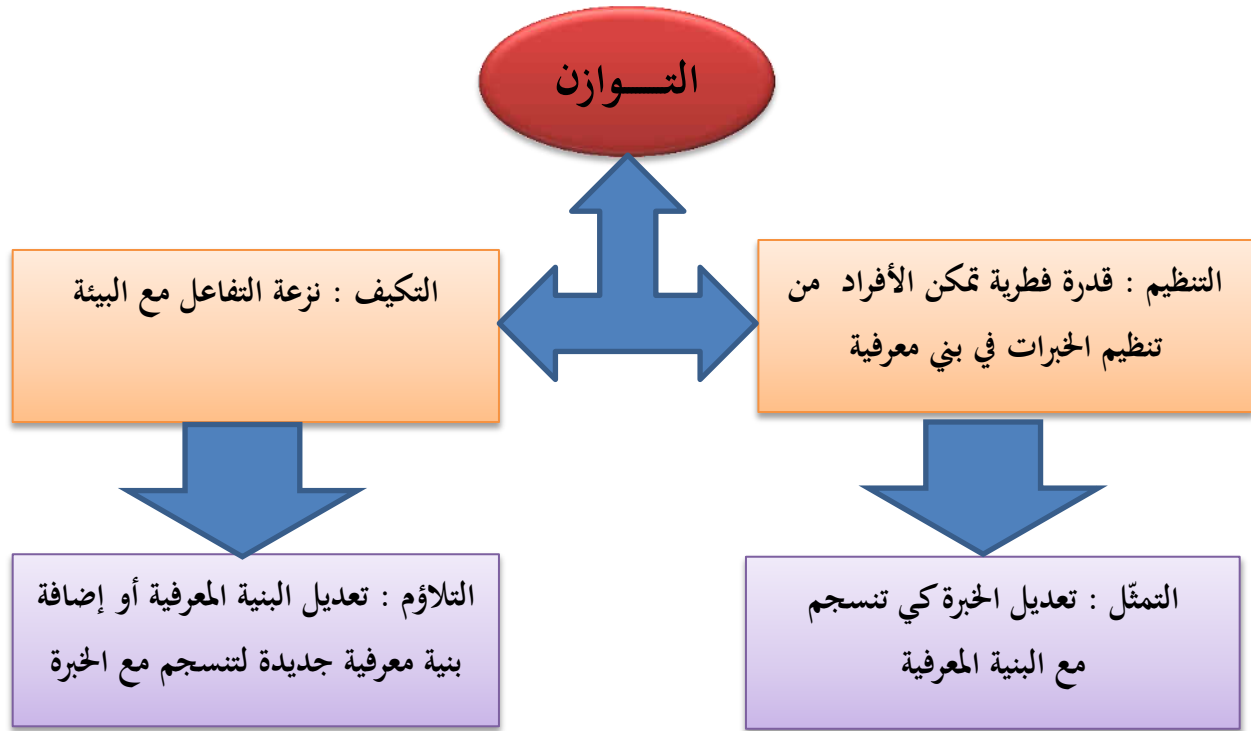 التـــوازن
التنظيم : قدرة فطرية تمكن الأفراد من
تنظيم الخبرات في بني معرفية
التكيف : نزعة التفاعل مع البيئة
التمثّل : تعديل الخبرة كي تنسجم
مع البنية المعرفية
التلاؤم : تعديل البنية المعرفية أو إضافة
بنية معرفية جديدة لتنسجم مع الخبرة